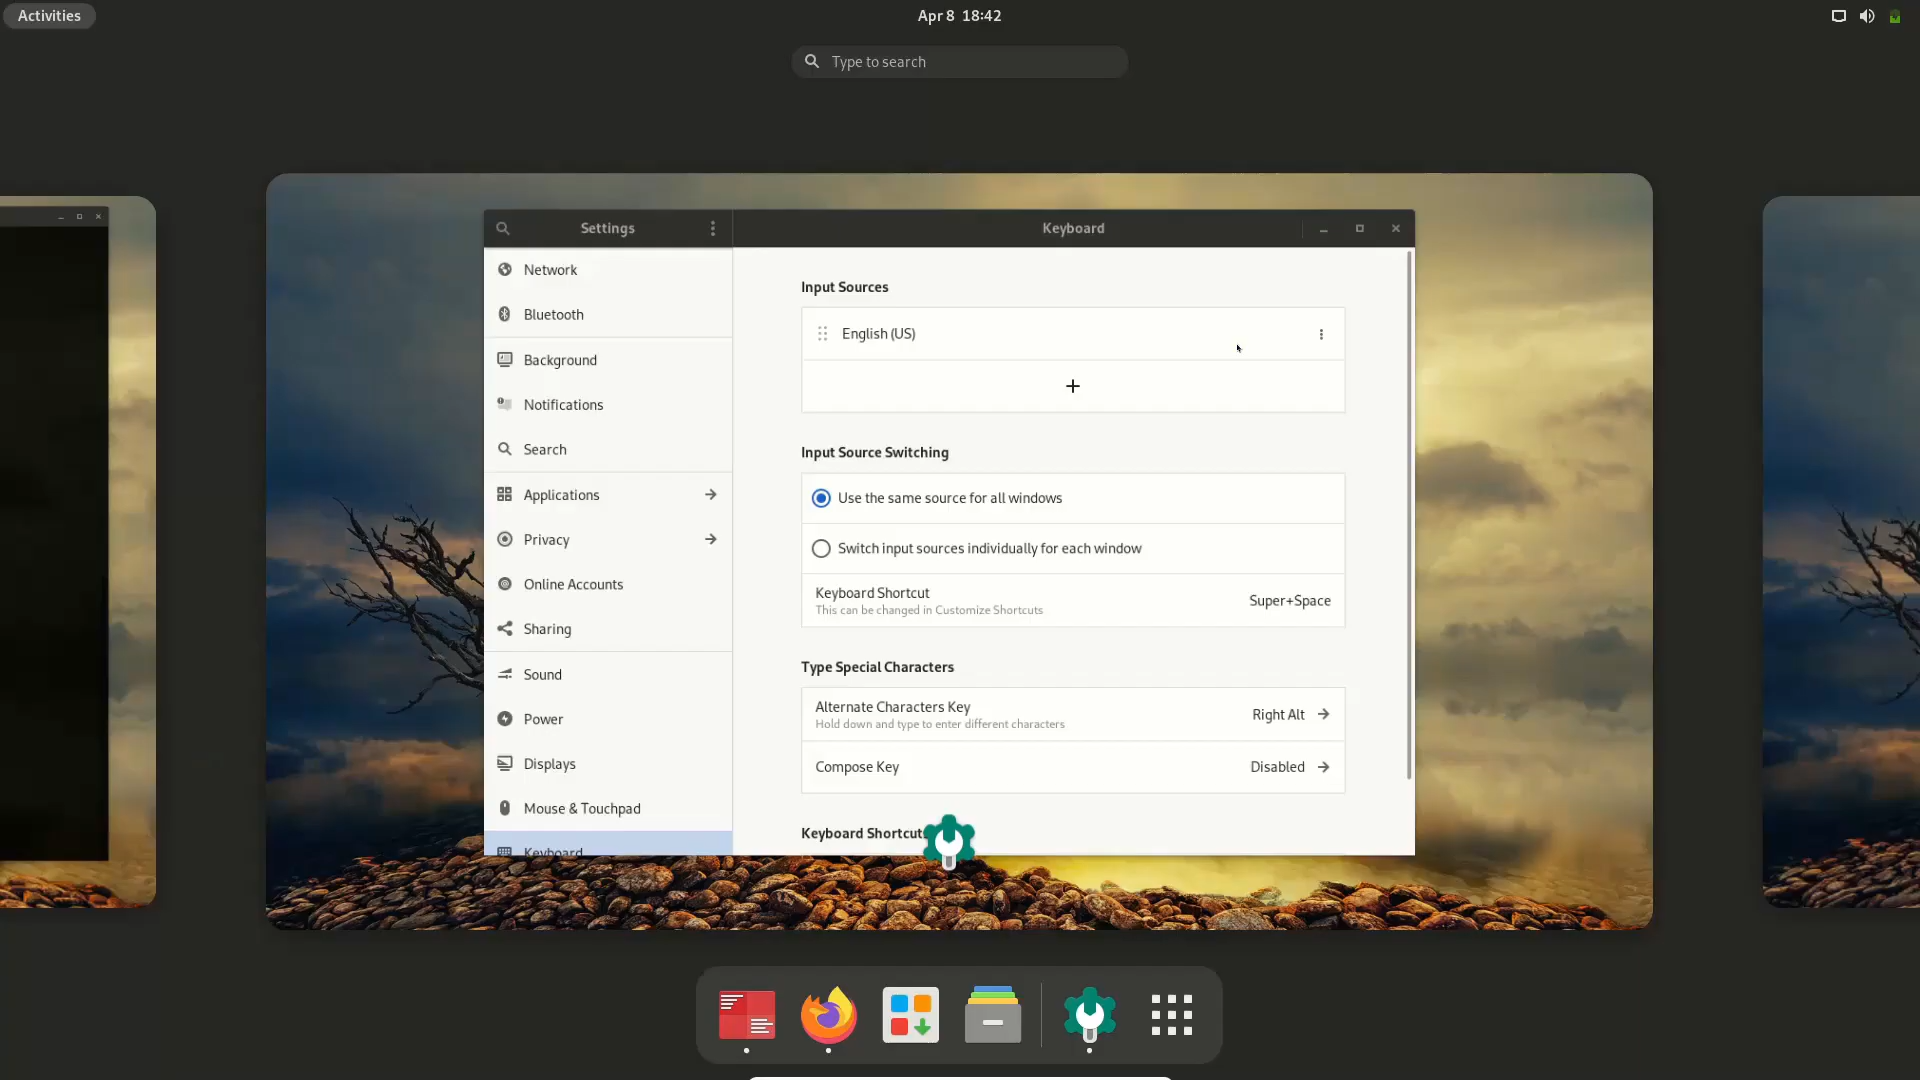 Activities
Apr 8 18:42
Type to search
Settings
Keyboard
Network
Bluetooth
Background
Notifications
Search
Applications
Privacy
Online Accounts
Sharing
Sound
Power
Displays
Mouse & Touchpad
Keyboard
Input Sources
English (US)
Input Source Switching
Use the same source for all windows
Switch input sources individually for each window
Keyboard Shortcut
This can be changed in Customize Shortcuts
Super+Space
Type Special Characters
Alternate Characters Key
Hold down and type to enter different characters
Right Alt
Compose Key
Disabled
Keyboard Shortcuts